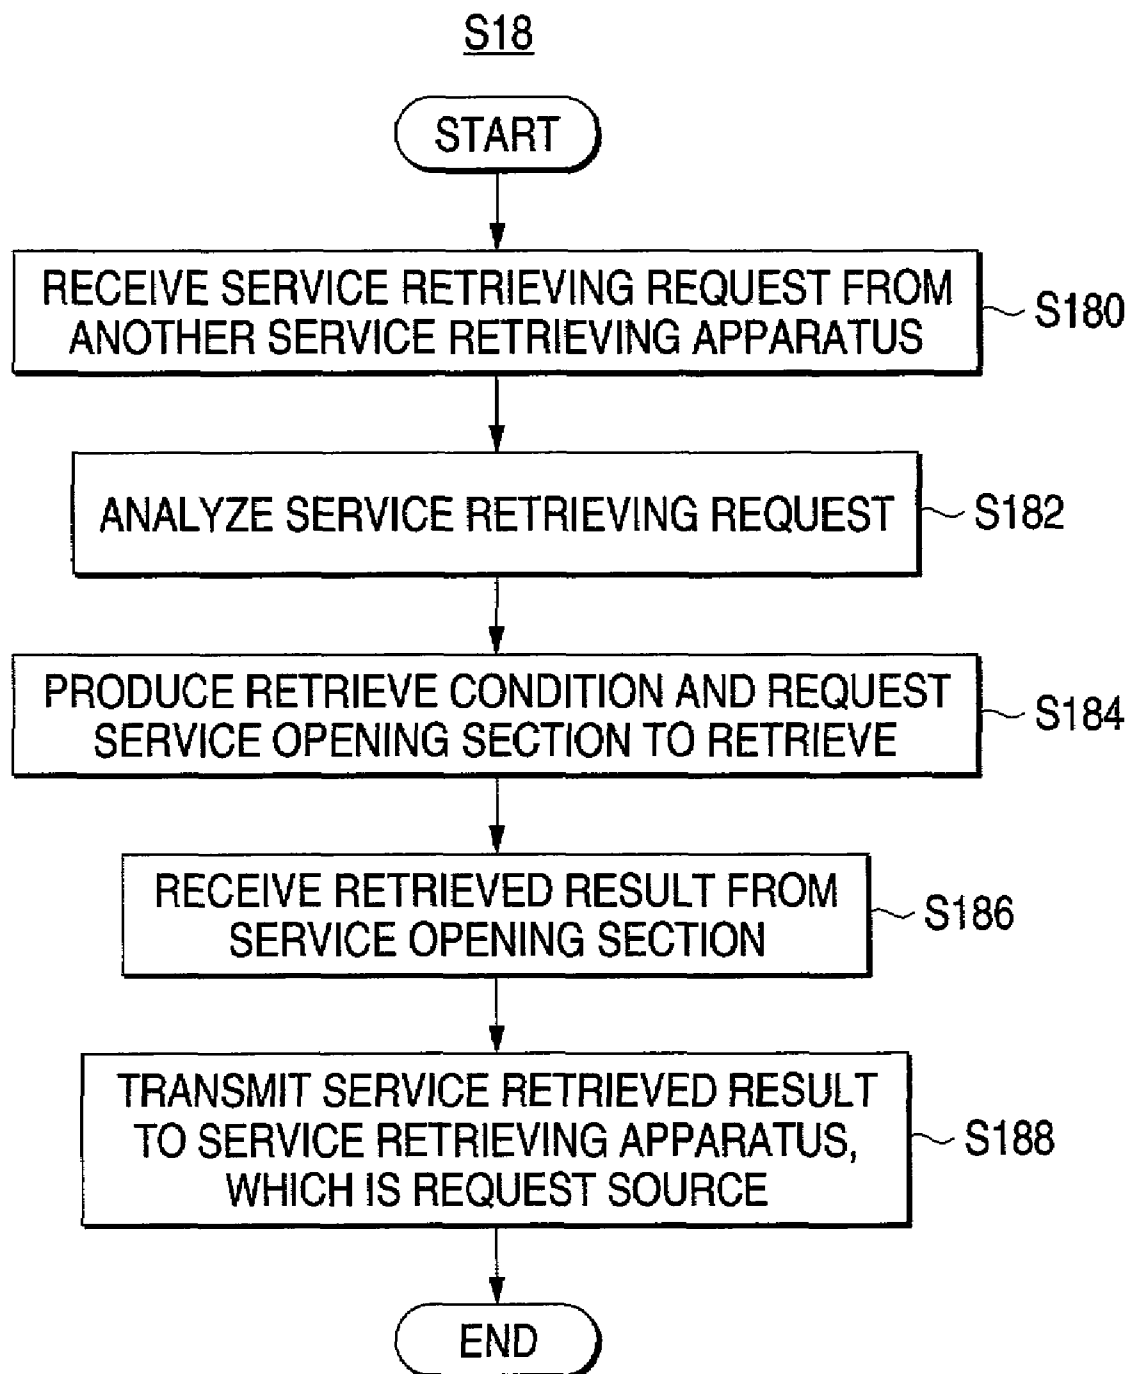 S18
START
RECEIVE SERVICE RETRIEVING REQUEST FROM
ANOTHER SERVICE RETRIEVING APPARATUS
S180
ANALYZE SERVICE RETRIEVING REQUEST
S182
PRODUCE RETRIEVE CONDITION AND REQUEST
SERVICE OPENING SECTION TO RETRIEVE
S184
RECEIVE RETRIEVED RESULT FROM
SERVICE OPENING SECTION
S186
TRANSMIT SERVICE RETRIEVED RESULT
TO SERVICE RETRIEVING APPARATUS,
WHICH IS REQUEST SOURCE
S188
END